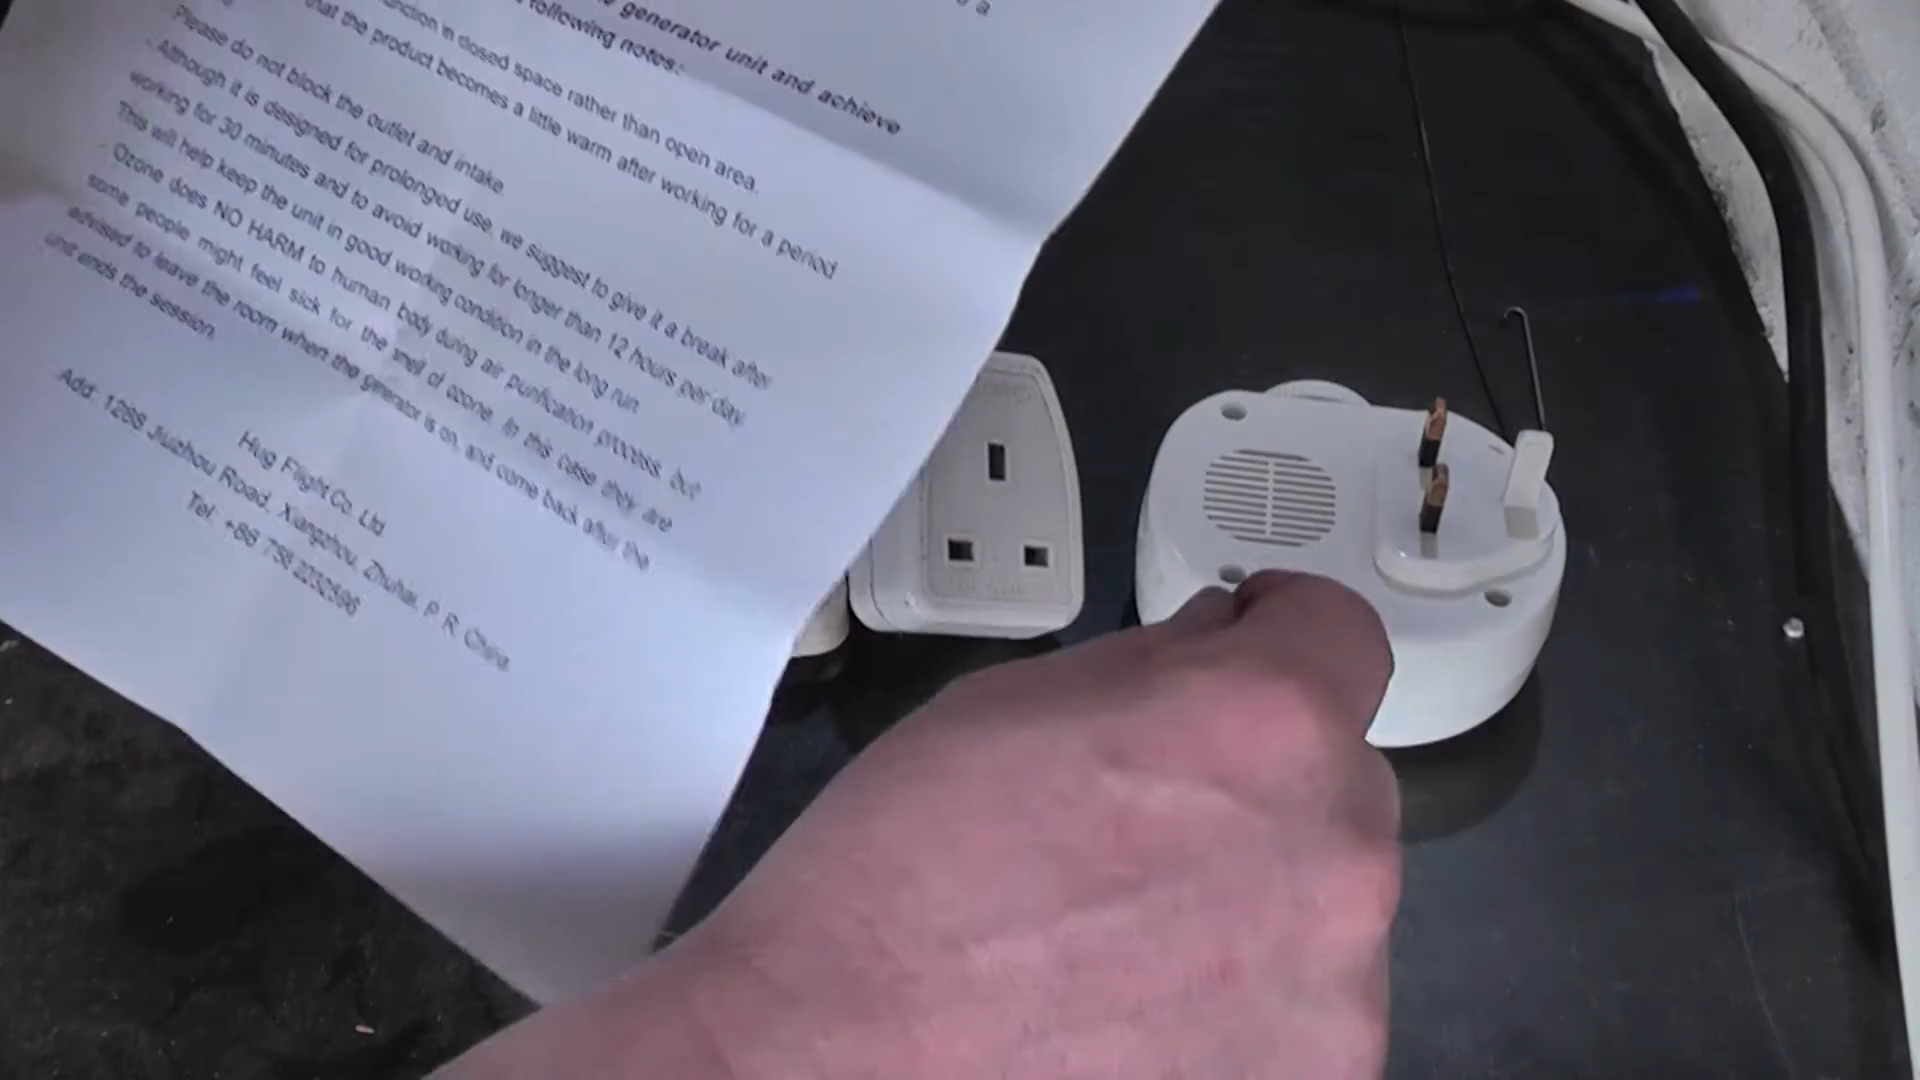 generator unit and achieve
following notes:
function in closed space rather than open area.
that the product becomes a little warm after working for a period
Please do not block the outlet and intake
- Although it is designed for prolonged use, we suggest to give it a break after
working for 30 minutes and to avoid working for longer than 12 hours per day.
This will help keep the unit in good working condition in the long run.
- Ozone does NO HARM to human body during air purification process, but
some people might feel sick for the smell of ozone. In this case they are
advised to leave the room when the generator is on, and come back after the
unit ends the session.
Hug Flight Co. Ltd
Add: 1288 Jiuzhou Road, Xiangzhou, Zhuhai, P. R. China